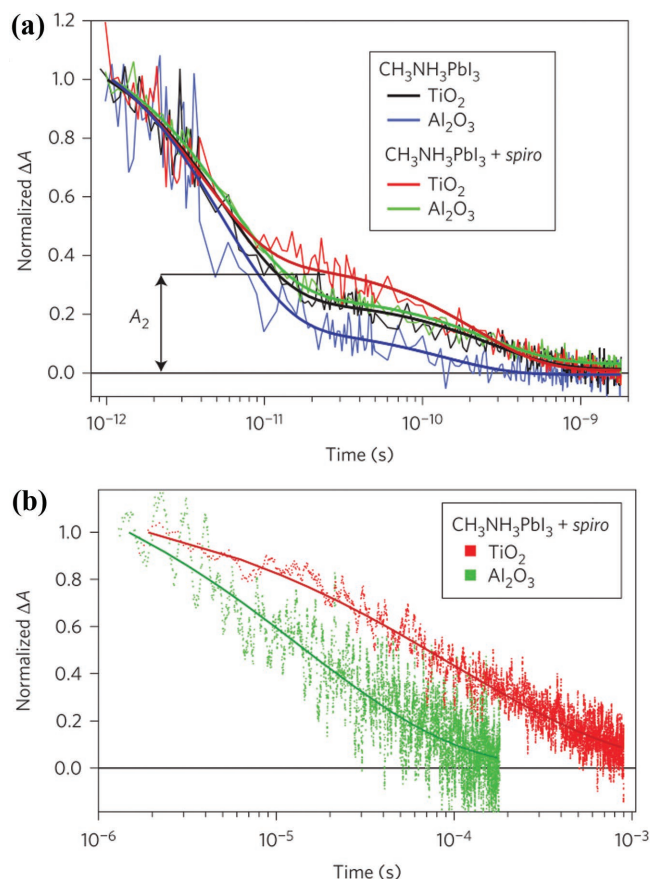 (a)
1.2
1.0
0.8
0.6
0.4
0.2
0.0
Normalized ΔA
A₂
CH₃NH₃PbI₃
TiO₂
Al₂O₃
CH₃NH₃PbI₃ + spiro
TiO₂
Al₂O₃
10⁻¹² 10⁻¹¹ 10⁻¹⁰ 10⁻⁹
Time (s)
(b)
1.0
0.8
0.6
0.4
0.2
0.0
Normalized ΔA
CH₃NH₃PbI₃ + spiro
TiO₂
Al₂O₃
10⁻⁶ 10⁻⁵ 10⁻⁴ 10⁻³
Time (s)